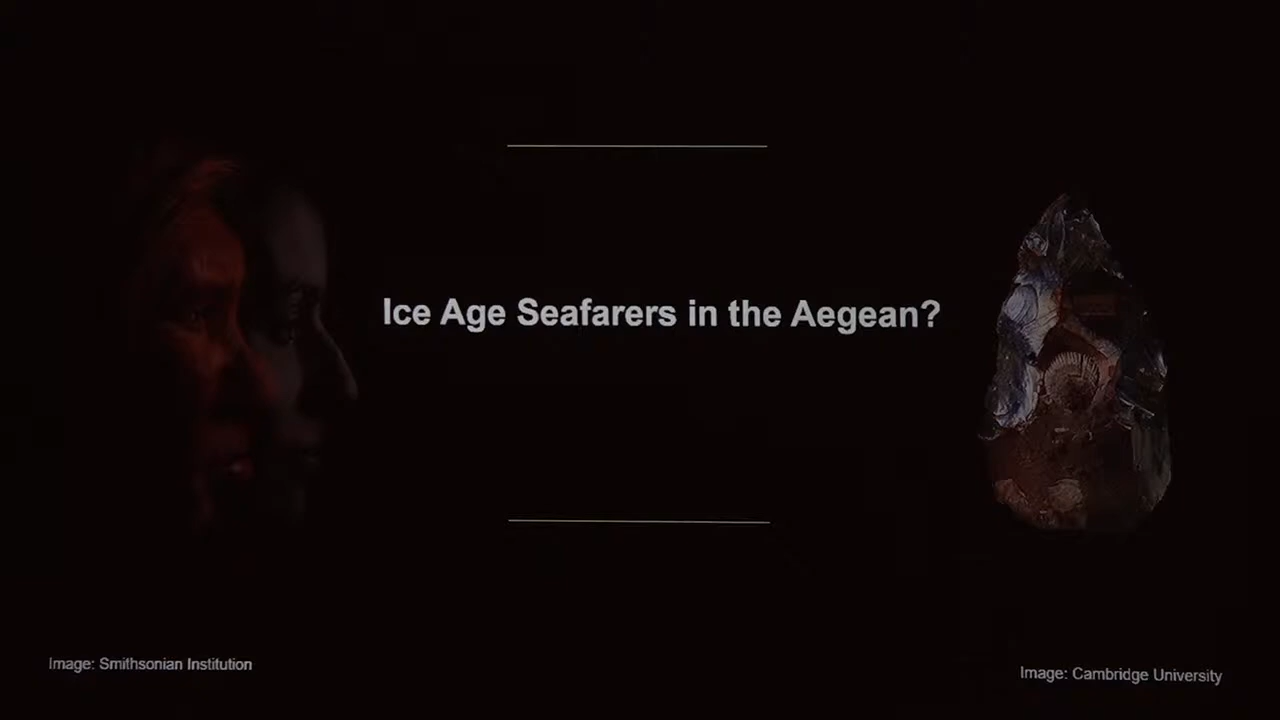 Ice Age Seafarers in the Aegean?
Image: Smithsonian Institution
Image: Cambridge University